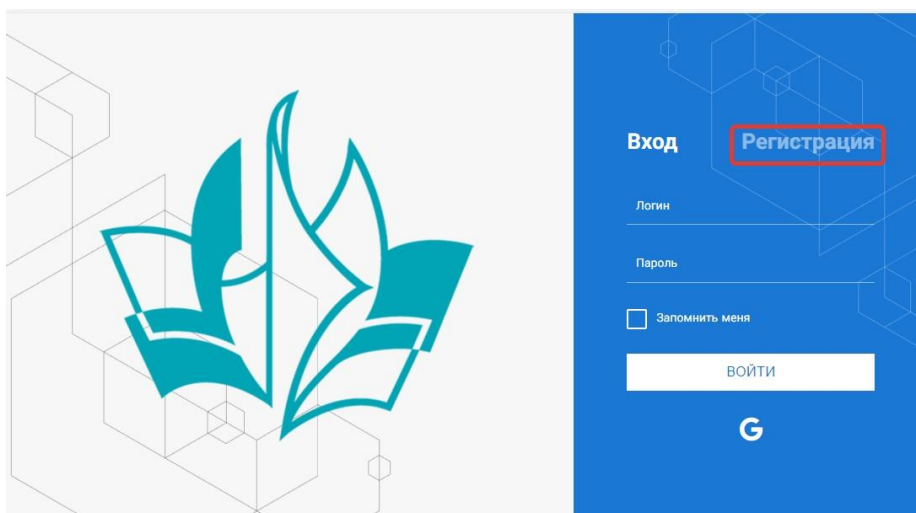 Вход Регистрация
Логин
Пароль
Запомнить меня
ВОЙТИ
G